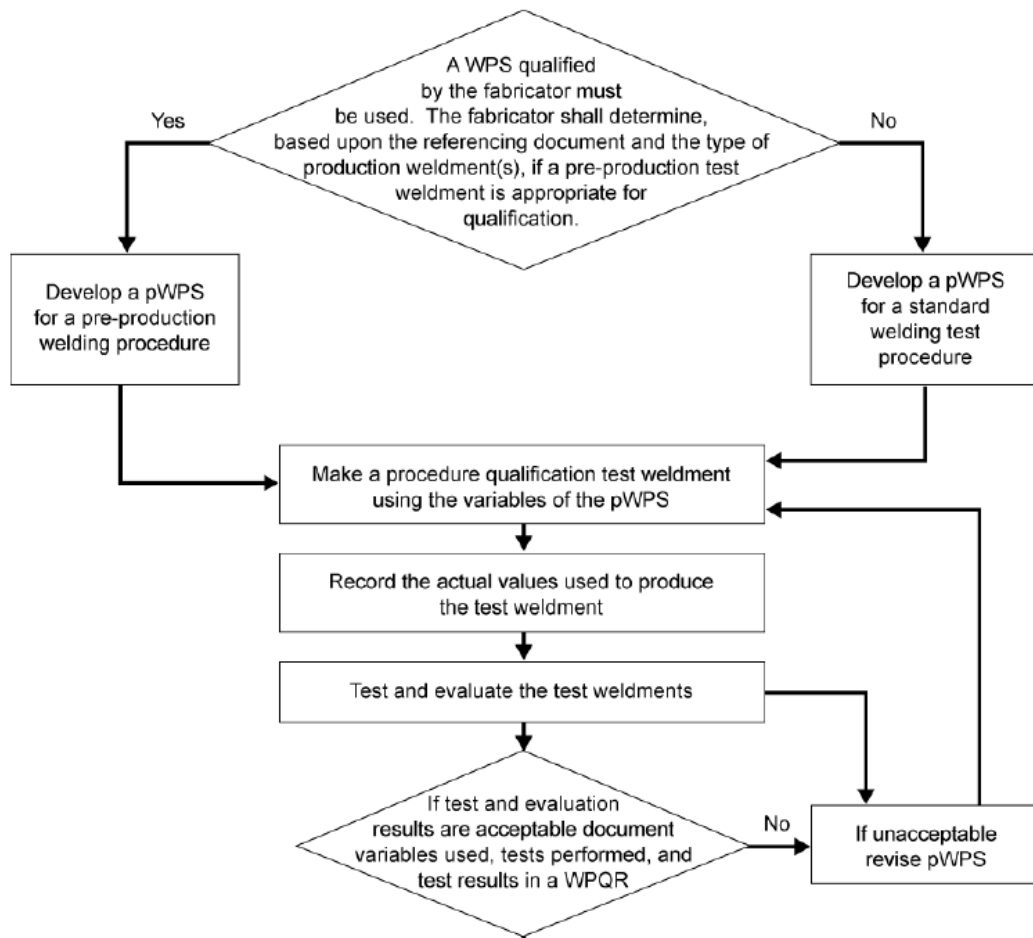 A WPS qualified
by the fabricator must
be used. The fabricator shall determine,
based upon the referencing document and the type of
production weldment(s), if a pre-production test
weldment is appropriate for
qualification.
Yes
No
Develop a pWPS
for a pre-production
welding procedure
Develop a pWPS
for a standard
welding test
procedure
Make a procedure qualification test weldment
using the variables of the pWPS
Record the actual values used to produce
the test weldment
Test and evaluate the test weldments
If test and evaluation
results are acceptable document
variables used, tests performed, and
test results in a WPQR
No
If unacceptable
revise pWPS